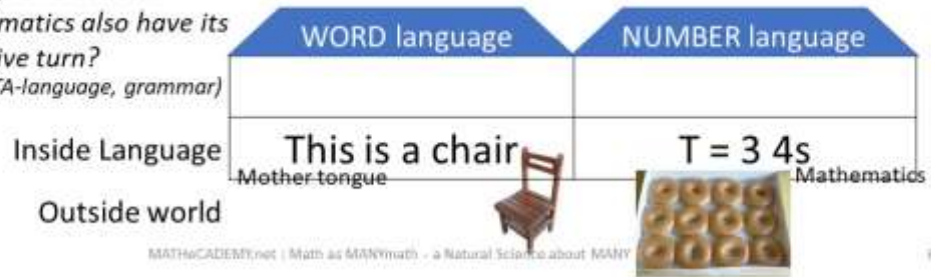 matics also have its
WORD language
NUMBER language
ve turn?
A-language, grammar)
Inside Language
This is a chair
T = 3 4s
Mother tongue
Mathematics
Outside world
MATHeCADEMY.net | Math as MANYmath - a Natural Science about MANY